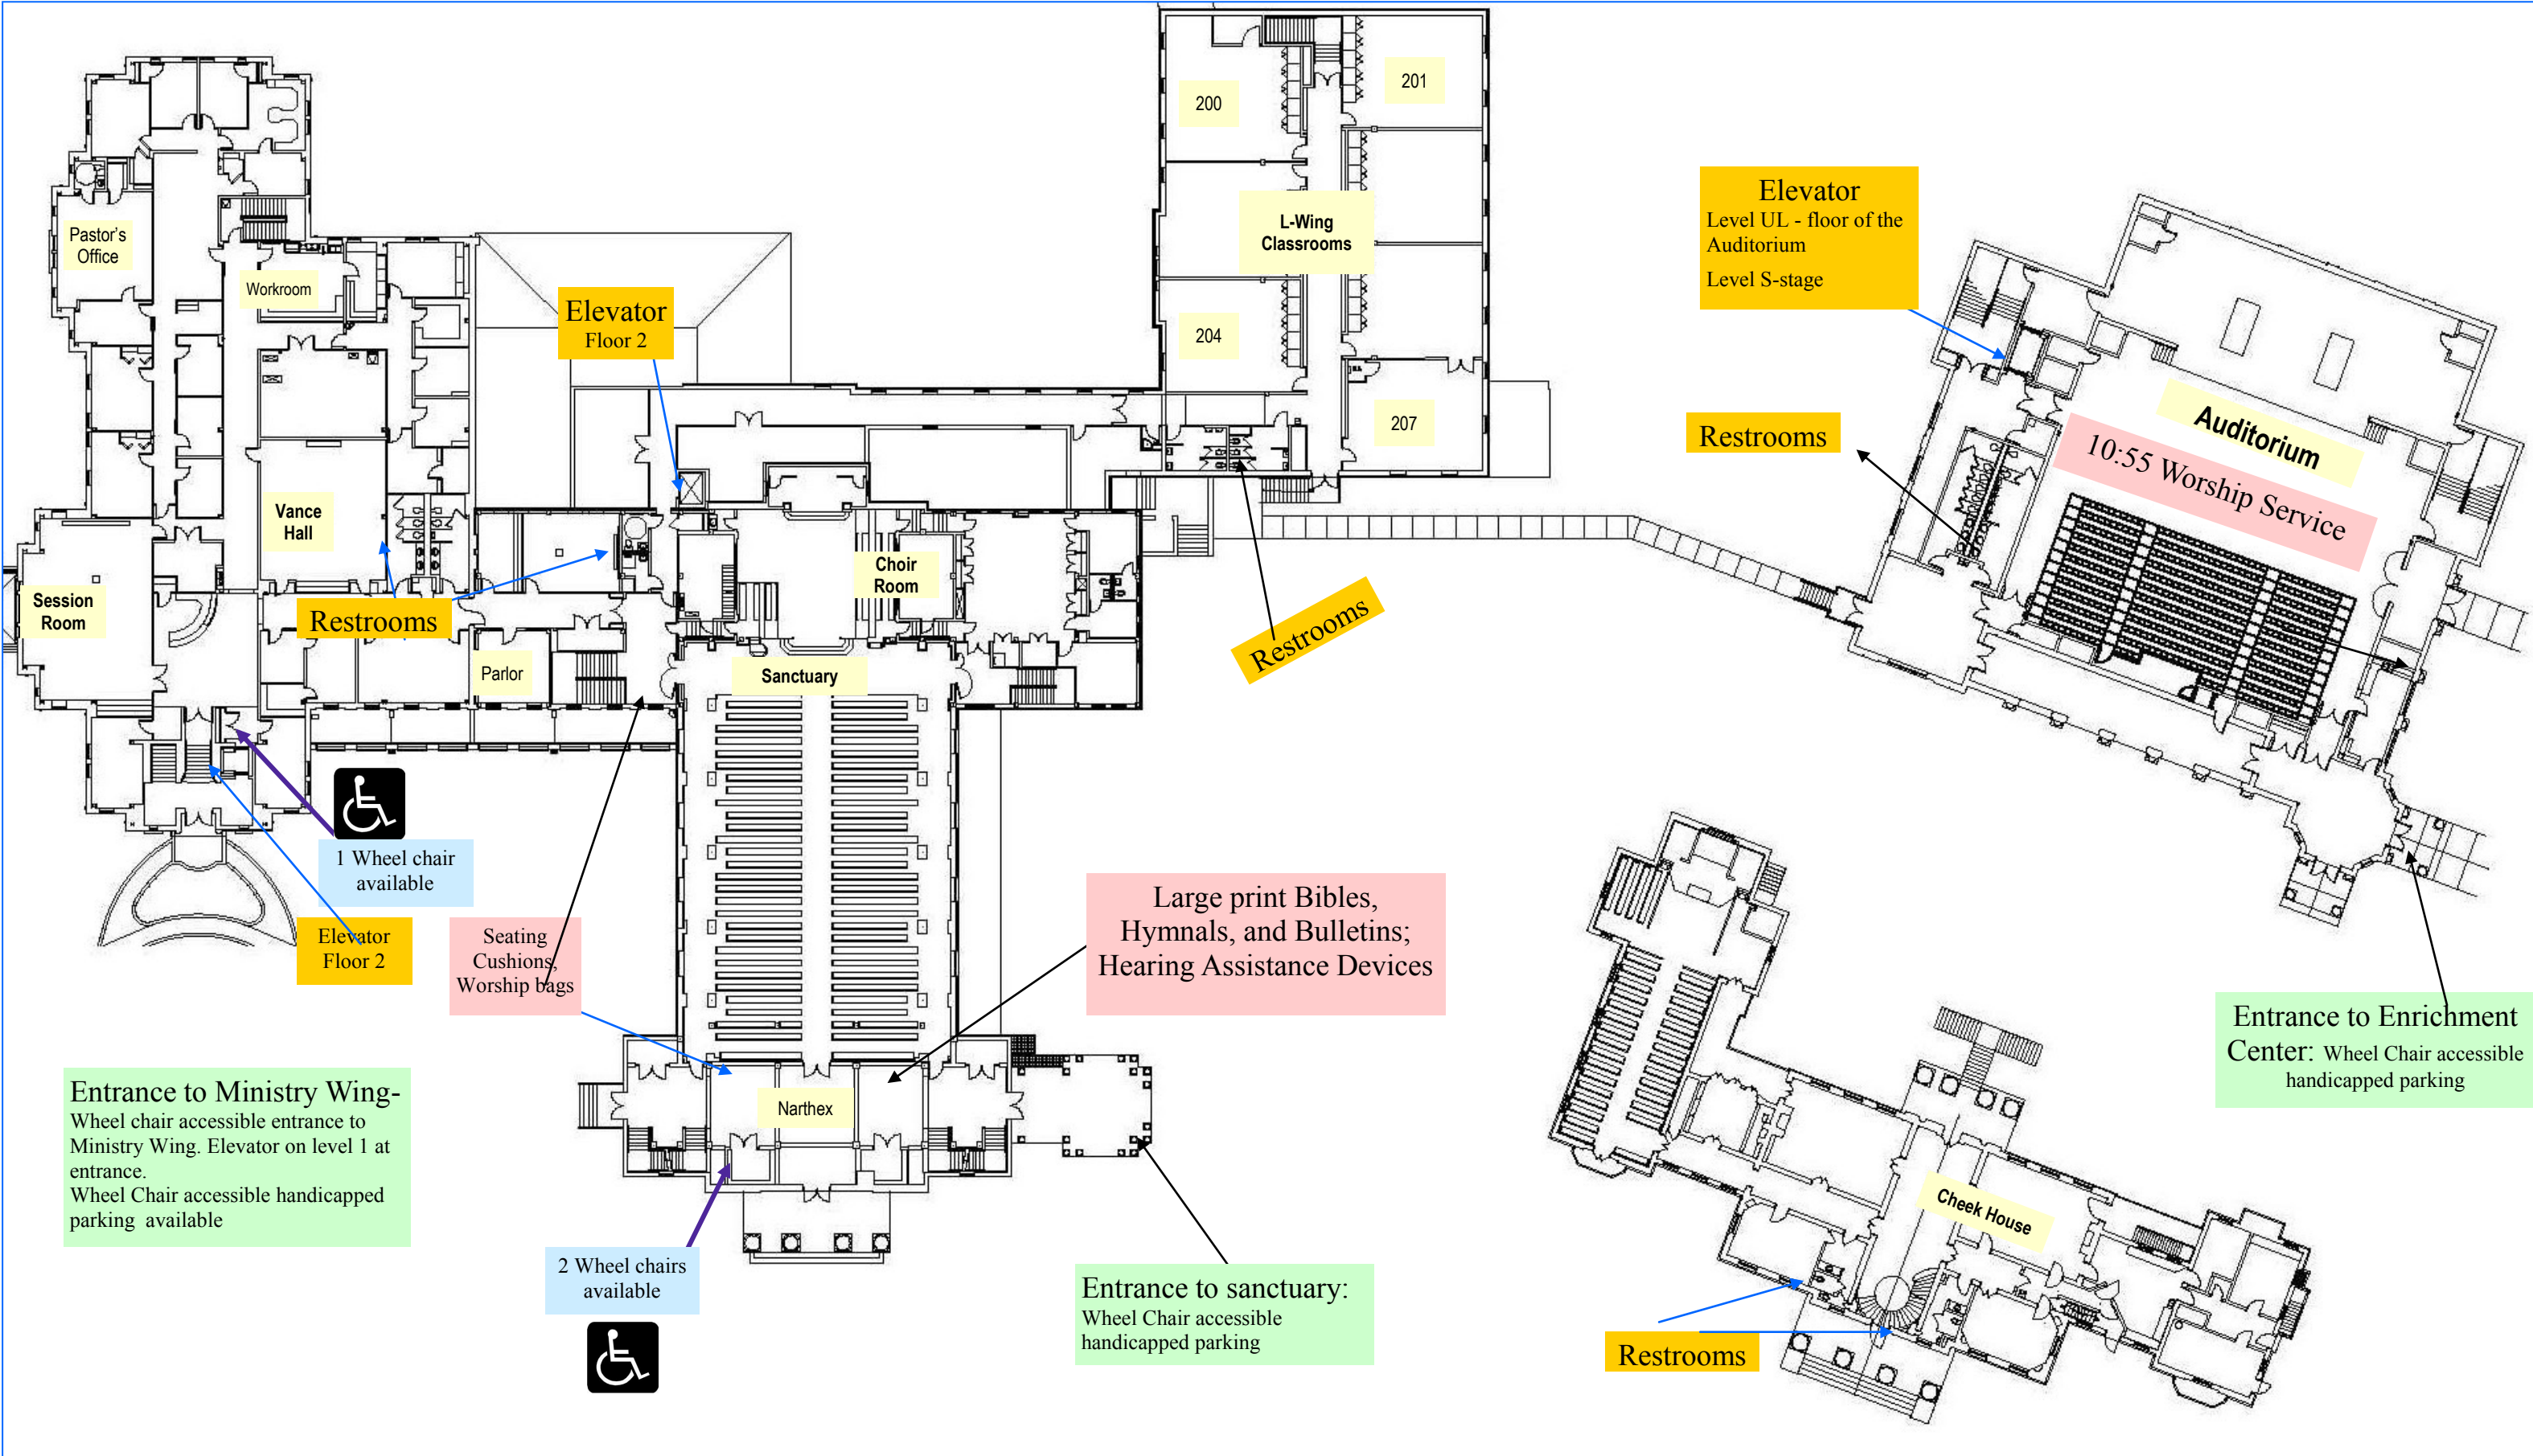 200
201
Elevator
Level UL - floor of the
Auditorium
Level S-stage
Pastor's
Office
L-Wing
Classrooms
Workroom
Elevator
Floor 2
204
207
Restrooms
Auditorium
10:55 Worship Service
Vance
Hall
Choir
Room
Session
Room
Restrooms
Restrooms
Parlor
Sanctuary
1 Wheel chair
available
Elevator
Floor 2
Seating
Cushions,
Worship bags
Large print Bibles,
Hymnals, and Bulletins;
Hearing Assistance Devices
Entrance to Enrichment
Center: Wheel Chair accessible
handicapped parking
Entrance to Ministry Wing-
Wheel chair accessible entrance to
Ministry Wing. Elevator on level 1 at
entrance.
Wheel Chair accessible handicapped
parking available
Narthex
Cheek House
2 Wheel chairs
available
Entrance to sanctuary:
Wheel Chair accessible
handicapped parking
Restrooms